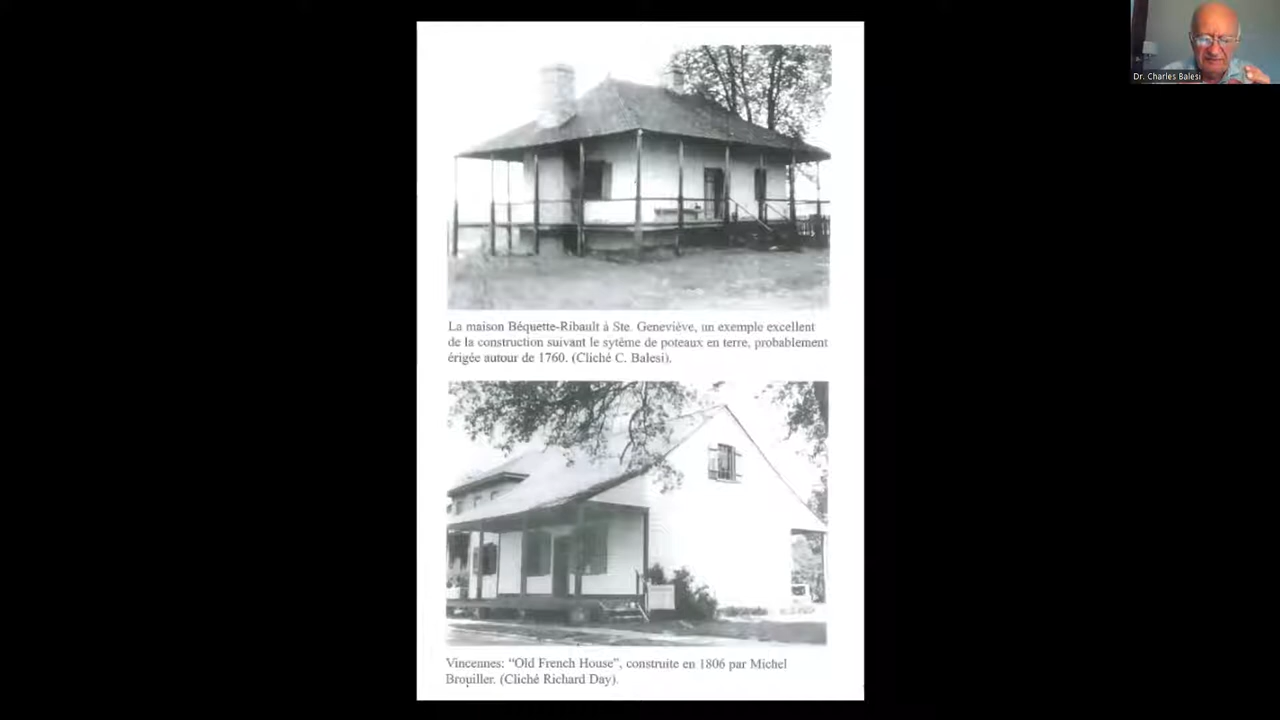 Dr. Charles Balesi
La maison Béquette-Ribault à Ste. Geneviève, un exemple excellent
de la construction suivant le sytème de poteaux en terre, probablement
érigée autour de 1760. (Cliché C. Balesi).
Vincennes: “Old French House”, construite en 1806 par Michel
Brouiller. (Cliché Richard Day).